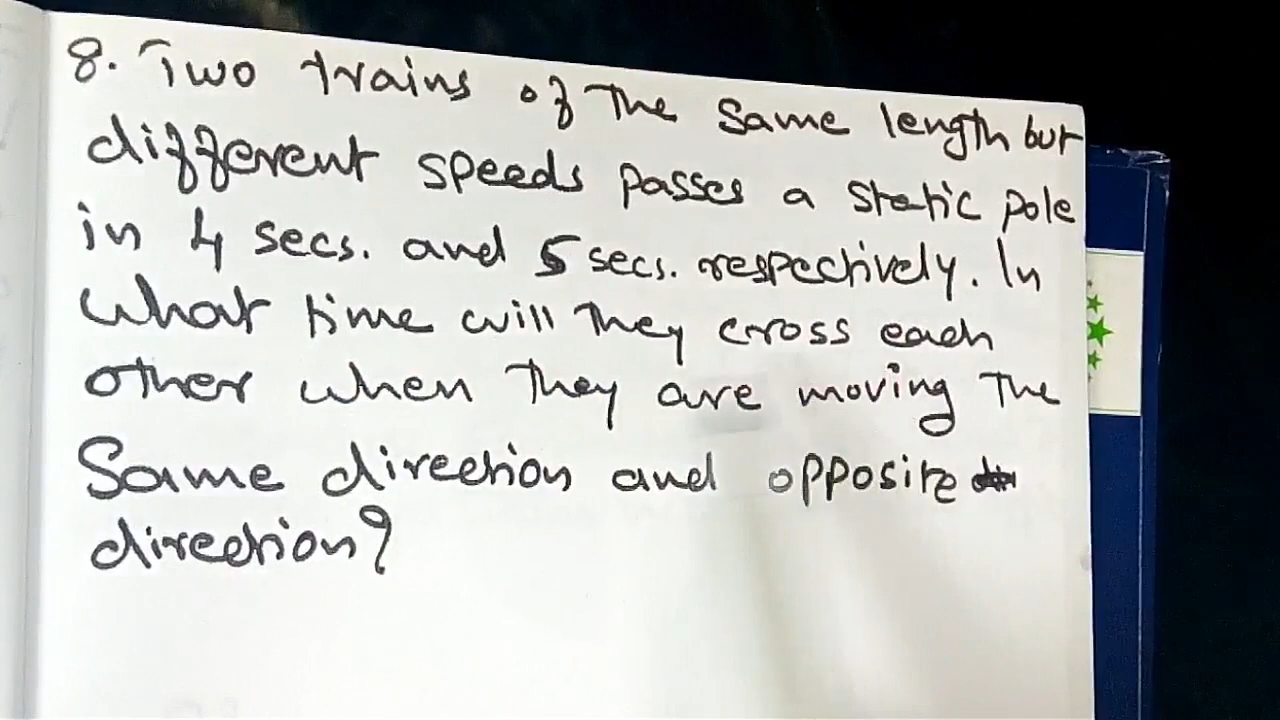 8. Two trains of the same length but
different speeds passes a static pole
in 4 secs. and 5 secs. respectively. In
what time will they cross each
other when they are moving the
Same direction and opposite
direction?